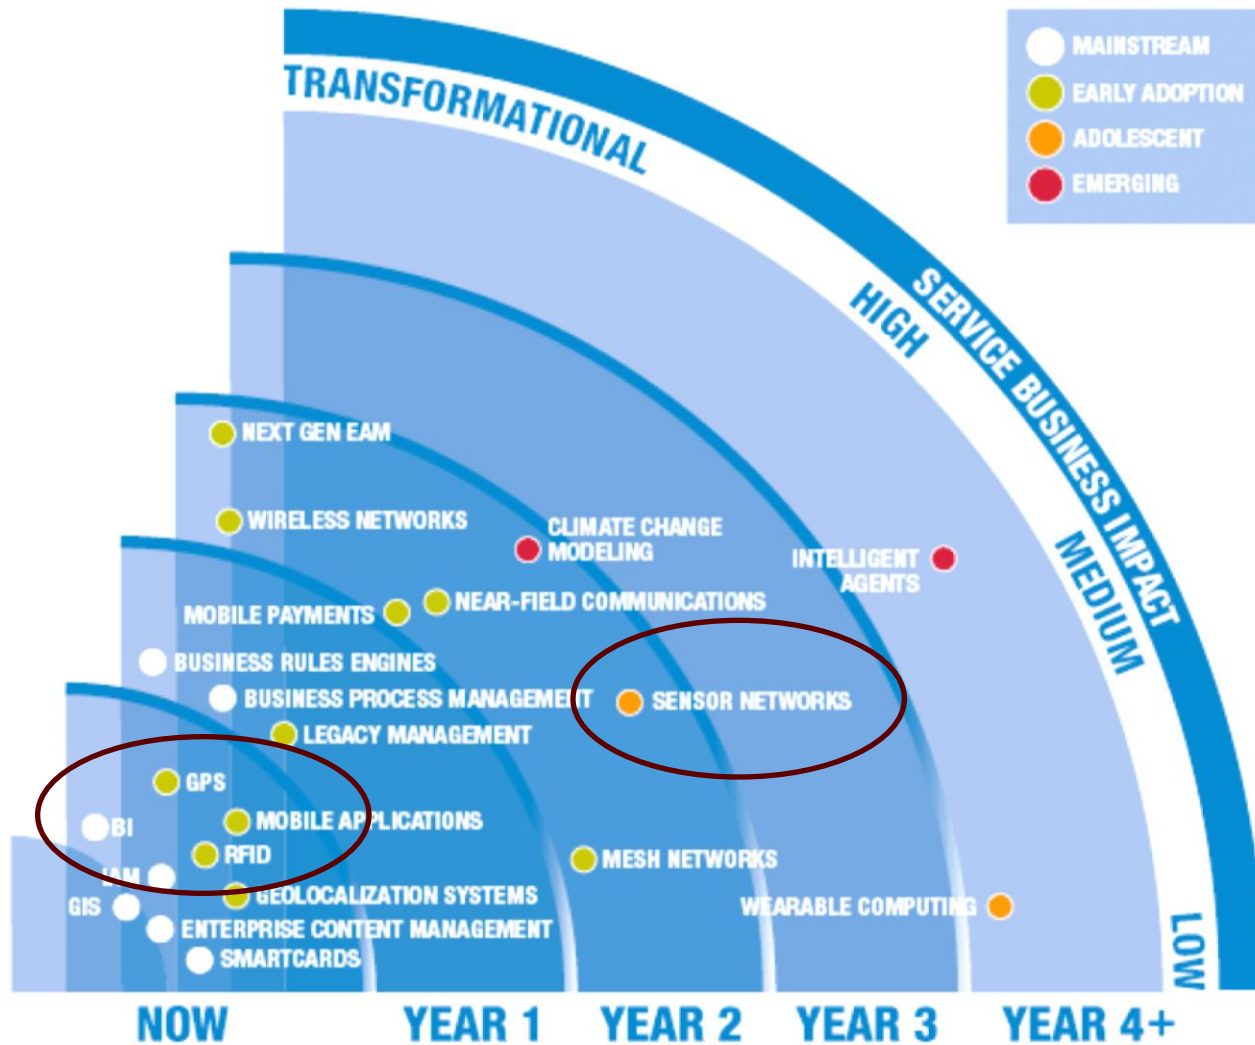 MAINSTREAM
EARLY ADOPTION
ADOLESCENT
EMERGING
TRANSFORMATIONAL
HIGH
MEDIUM
LOW
SERVICE BUSINESS IMPACT
NEXT GEN EAM
WIRELESS NETWORKS
CLIMATE CHANGE
MODELING
INTELLIGENT
AGENTS
NEAR-FIELD COMMUNICATIONS
MOBILE PAYMENTS
BUSINESS RULES ENGINES
BUSINESS PROCESS MANAGEMENT
SENSOR NETWORKS
LEGACY MANAGEMENT
GPS
MOBILE APPLICATIONS
BI
RFID
MESH NETWORKS
IAM
GEOLOCALIZATION SYSTEMS
GIS
WEARABLE COMPUTING
ENTERPRISE CONTENT MANAGEMENT
SMARTCARDS
NOW
YEAR 1
YEAR 2
YEAR 3
YEAR 4+